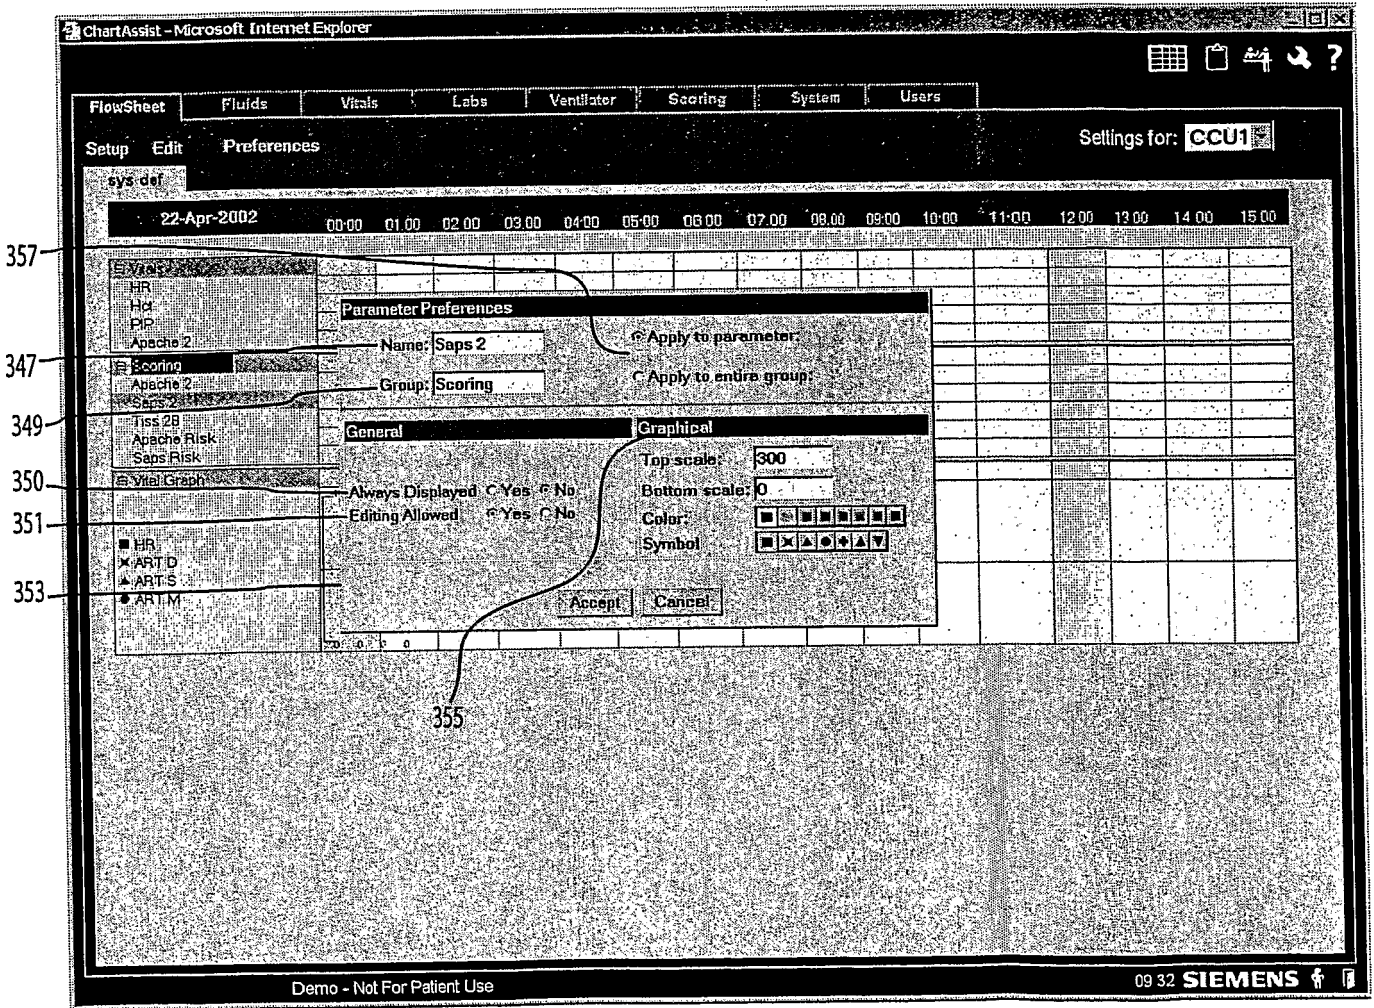 ChartAssist - Microsoft Internet Explorer
?
FlowSheet Fluids Vitals Labs Ventilator Scoring System Users
Setup Edit Preferences Settings for: CCU1
sys def
22-Apr-2002 00:00 01.00 02 00 03.00 04:00 05:00 06 00 07.00 08.00 09:00 10:00 11:00 12 00 13 00 14 00 15 00
357
Vitals
HR
Hct
PIP
Apache 2
347
Scoring
Apache 2
Saps 2
349
Tiss 28
Apache Risk
Saps Risk
350
Vital Graph
351
HR
ART D
ART S
353
ART M
Parameter Preferences
Name: Saps 2 Apply to parameter:
Group: Scoring Apply to entire group:
General Graphical
Top scale: 300
Always Displayed Yes No Bottom scale: 0
Editing Allowed Yes No Color:
Symbol
Accept Cancel
355
Demo - Not For Patient Use 09 32 SIEMENS